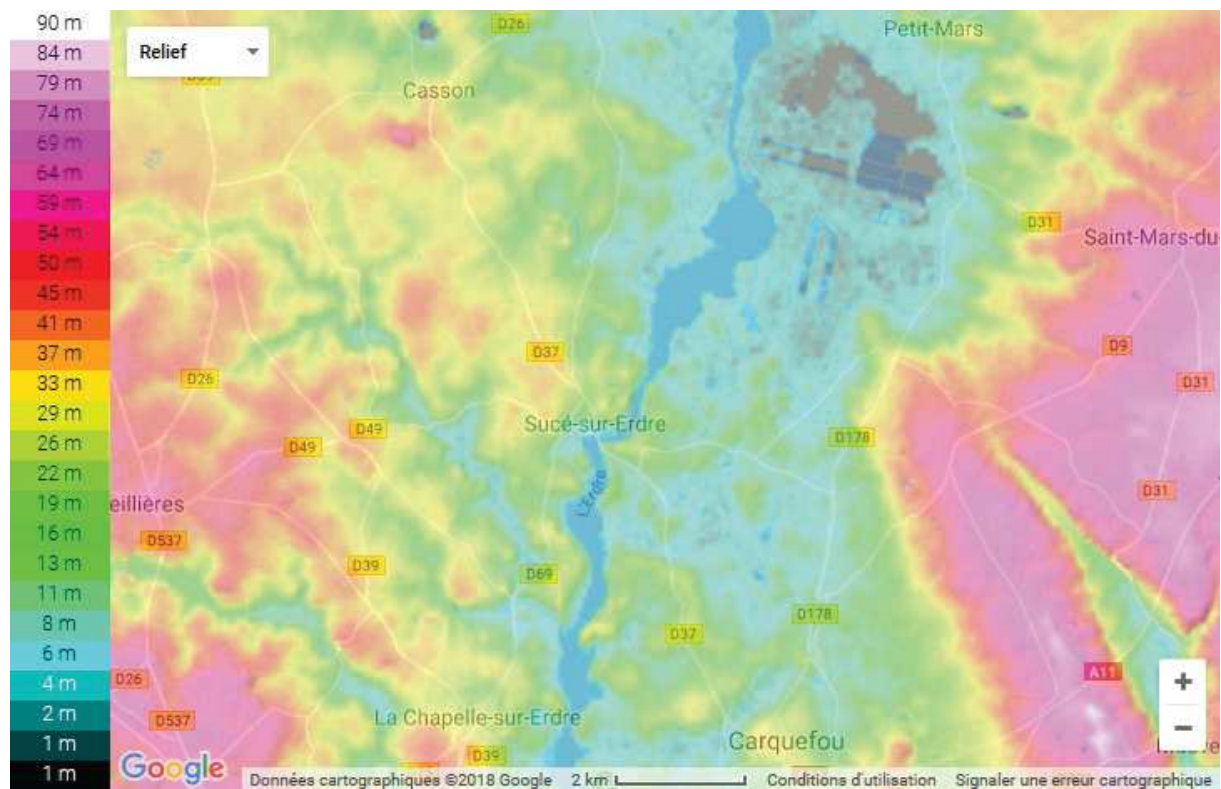 90 m
84 m
79 m
74 m
69 m
64 m
59 m
54 m
50 m
45 m
41 m
37 m
33 m
29 m
26 m
22 m
19 m
16 m
13 m
11 m
8 m
6 m
4 m
2 m
1 m
1 m
Relief
D26
Petit-Mars
Casson
D31
Saint-Mars-du
D37
D9
D26
D31
Sucé-sur-Erdre
D49
D49
D178
L'Erdre
D31
eillières
D537
D39
D69
D178
D37
A11
D26
+
D537
La Chapelle-sur-Erdre
−
Carquefou
D39
Google
Données cartographiques ©2018 Google 2 km Conditions d'utilisation Signaler une erreur cartographique